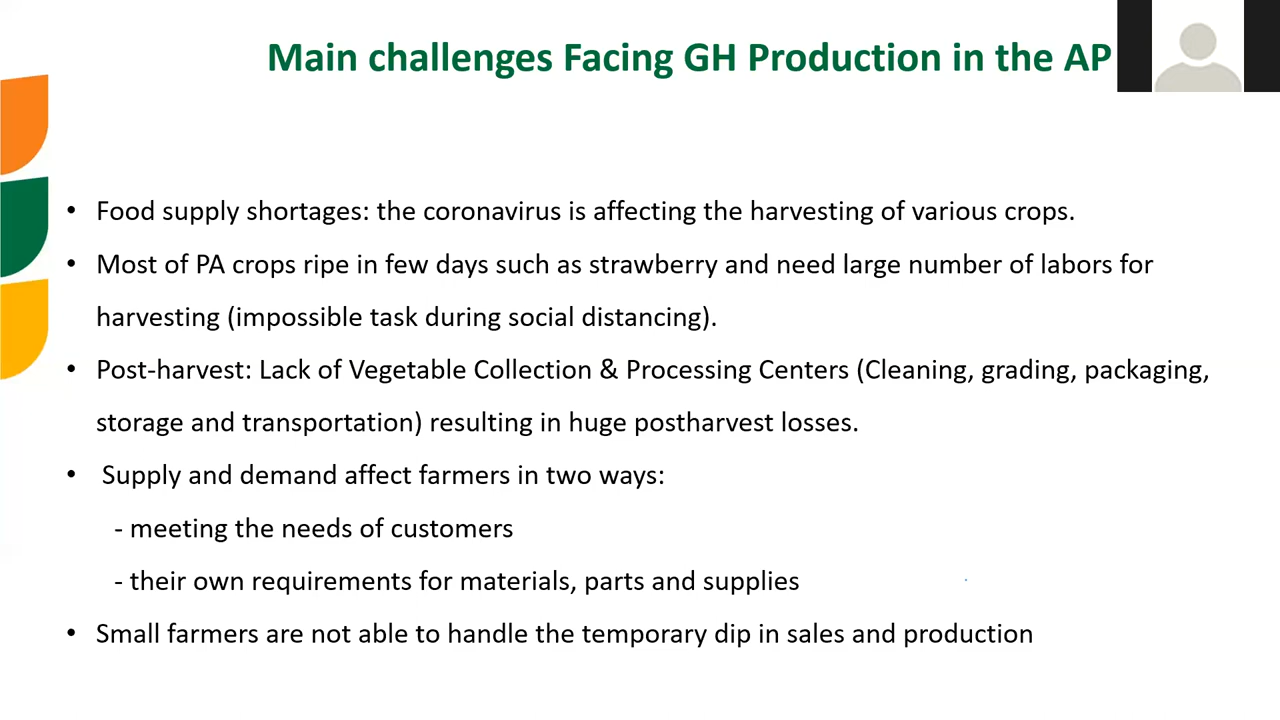 Main challenges Facing GH Production in the AP
• Food supply shortages: the coronavirus is affecting the harvesting of various crops.
• Most of PA crops ripe in few days such as strawberry and need large number of labors for
harvesting (impossible task during social distancing).
• Post-harvest: Lack of Vegetable Collection & Processing Centers (Cleaning, grading, packaging,
storage and transportation) resulting in huge postharvest losses.
• Supply and demand affect farmers in two ways:
- meeting the needs of customers
- their own requirements for materials, parts and supplies
• Small farmers are not able to handle the temporary dip in sales and production